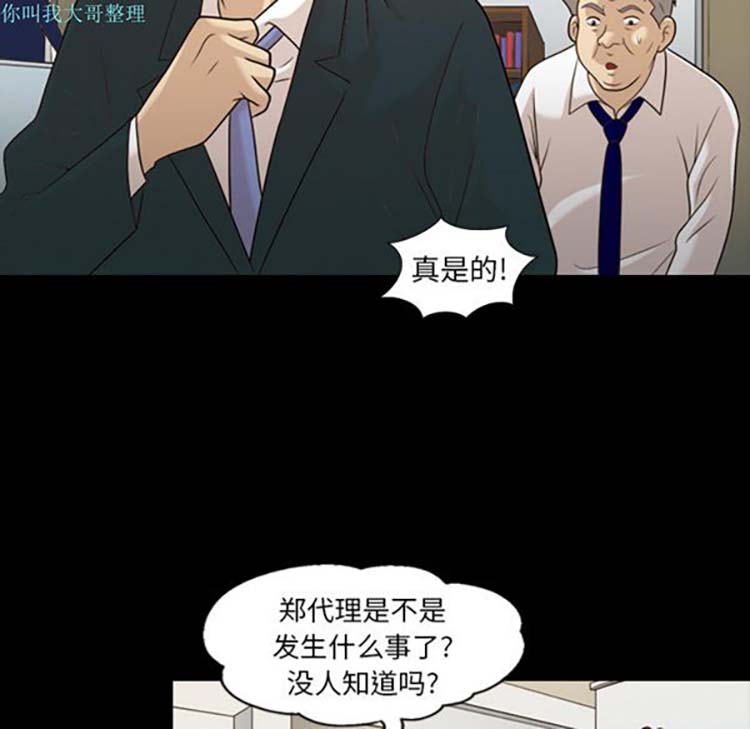 你叫我大哥整理
真是的!
郑代理是不是
发生什么事了?
没人知道吗?